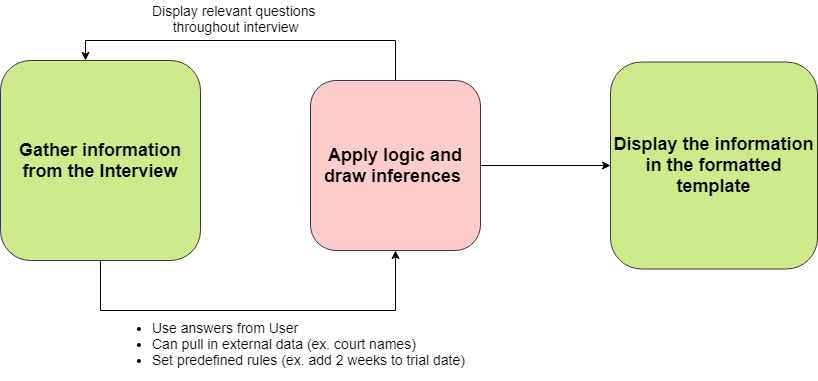 Display relevant questions
throughout interview
Gather information
from the Interview
Apply logic and
draw inferences
Display the information
in the formatted
template
• Use answers from User
• Can pull in external data (ex. court names)
• Set predefined rules (ex. add 2 weeks to trial date)